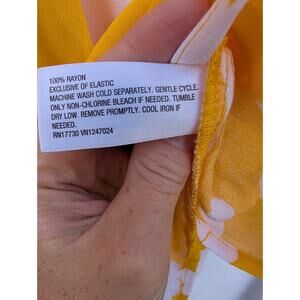 100% RAYON
EXCLUSIVE OF ELASTIC
MACHINE WASH COLD SEPARATELY. GENTLE CYCLE.
ONLY NON-CHLORINE BLEACH IF NEEDED. TUMBLE
DRY LOW. REMOVE PROMPTLY. COOL IRON IF
NEEDED.
RN17730 VN1247024